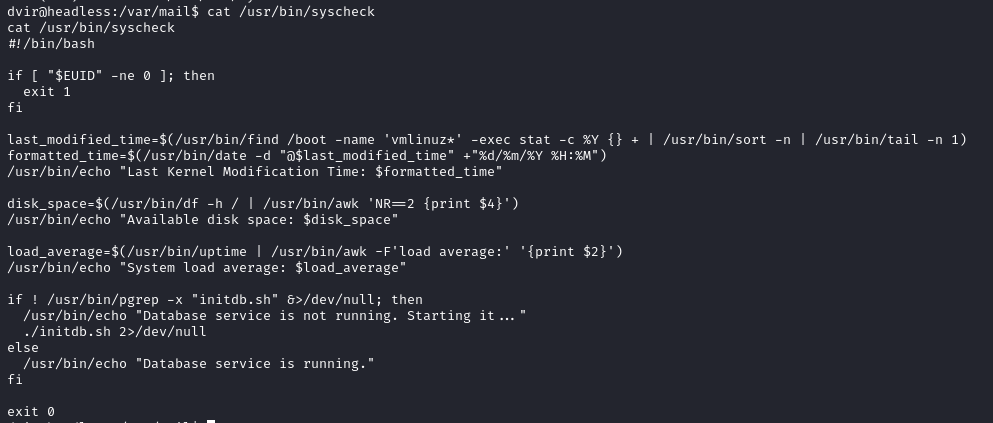 dvir@headless:/var/mail$ cat /usr/bin/syscheck
cat /usr/bin/syscheck
#!/bin/bash
if [ "$EUID" -ne 0 ]; then
  exit 1
fi
last_modified_time=$(/usr/bin/find /boot -name 'vmlinuz*' -exec stat -c %Y {} + | /usr/bin/sort -n | /usr/bin/tail -n 1)
formatted_time=$(/usr/bin/date -d "@$last_modified_time" +"%d/%m/%Y %H:%M")
/usr/bin/echo "Last Kernel Modification Time: $formatted_time"
disk_space=$(/usr/bin/df -h / | /usr/bin/awk 'NR==2 {print $4}')
/usr/bin/echo "Available disk space: $disk_space"
load_average=$(/usr/bin/uptime | /usr/bin/awk -F'load average:' '{print $2}')
/usr/bin/echo "System load average: $load_average"
if ! /usr/bin/pgrep -x "initdb.sh" &>/dev/null; then
  /usr/bin/echo "Database service is not running. Starting it..."
  ./initdb.sh 2>/dev/null
else
  /usr/bin/echo "Database service is running."
fi
exit 0